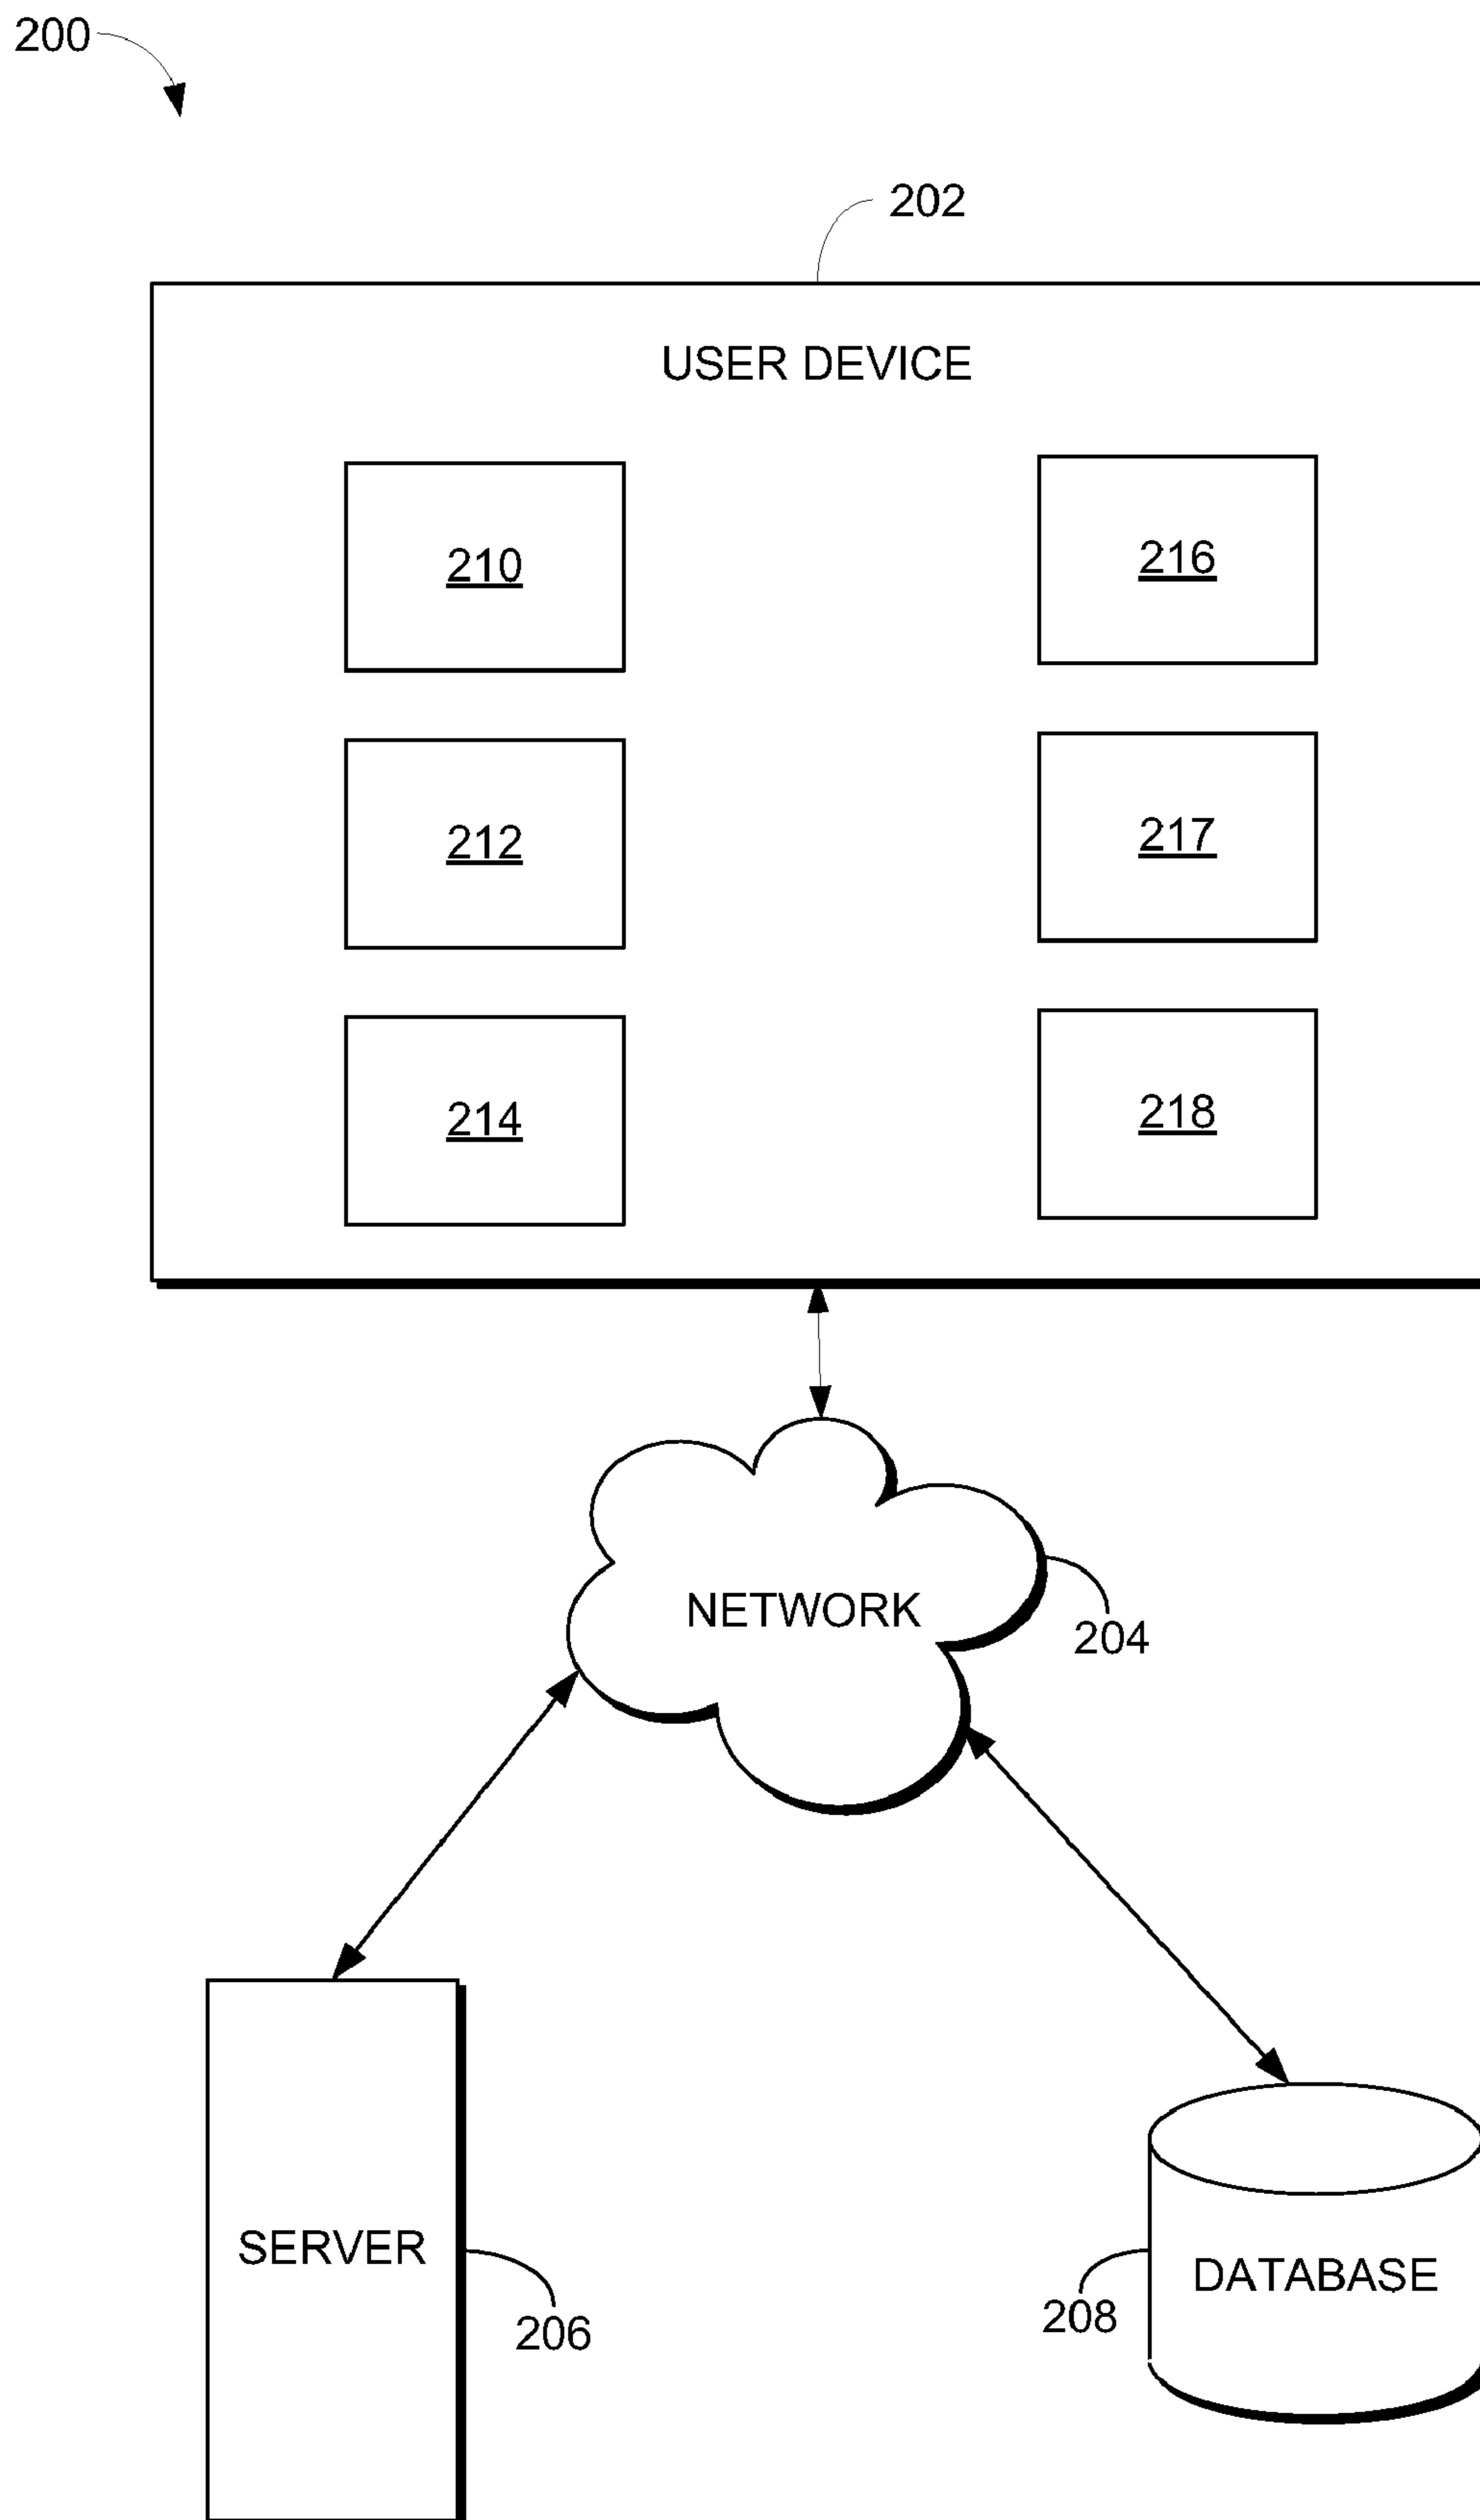 200
202
USER DEVICE
210
216
212
217
214
218
NETWORK
204
SERVER
206
208
DATABASE